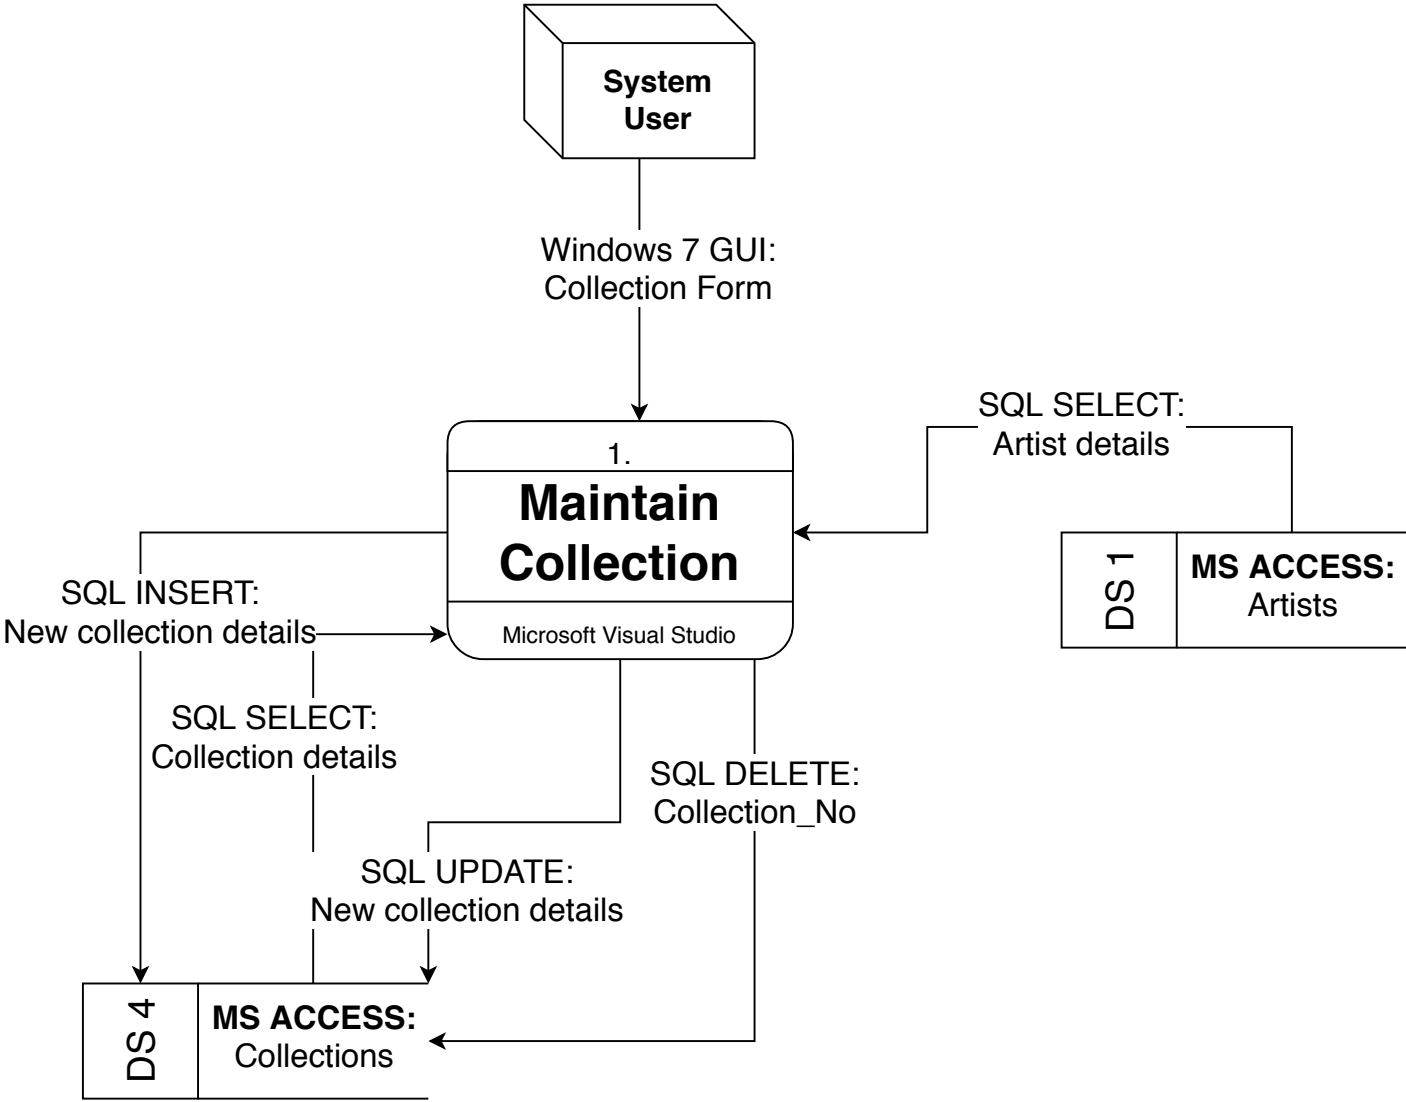 System
User
Windows 7 GUI:
Collection Form
SQL SELECT:
Artist details
1.
Maintain
Collection
Microsoft Visual Studio
DS 1
MS ACCESS:
Artists
SQL INSERT:
New collection details
SQL SELECT:
Collection details
SQL DELETE:
Collection_No
SQL UPDATE:
New collection details
DS 4
MS ACCESS:
Collections